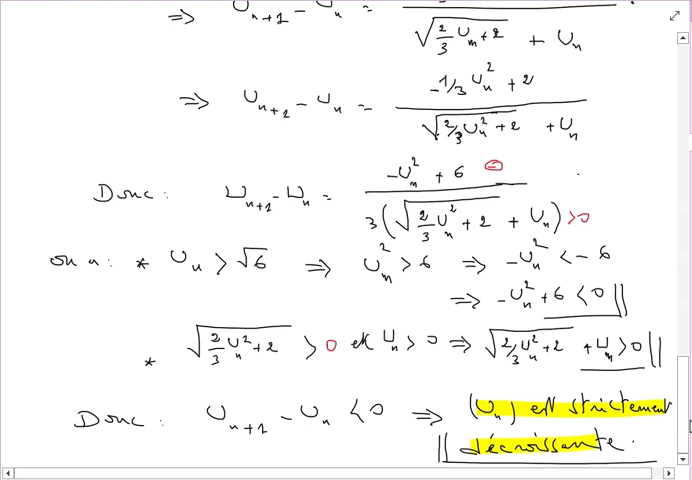 ⇒ U_{n+1} - U_n =
√(2/3 U_n + 2) + U_n
⇒ U_{n+1} - U_n = (-1/3 U_n² + 2) / (√(2/3 U_n² + 2) + U_n)
Donc : U_{n+1} - U_n = (-U_n² + 6) ⊖ / 3(√(2/3 U_n² + 2) + U_n) >0
on a : * U_n > √6 ⇒ U_n² > 6 ⇒ -U_n² < -6
⇒ -U_n² + 6 < 0 ||
* √(2/3 U_n² + 2) > 0 et U_n > 0 ⇒ √(2/3 U_n² + 2) + U_n > 0 ||
Donc : U_{n+1} - U_n < 0 ⇒ (U_n) est strictement
|| décroissante.